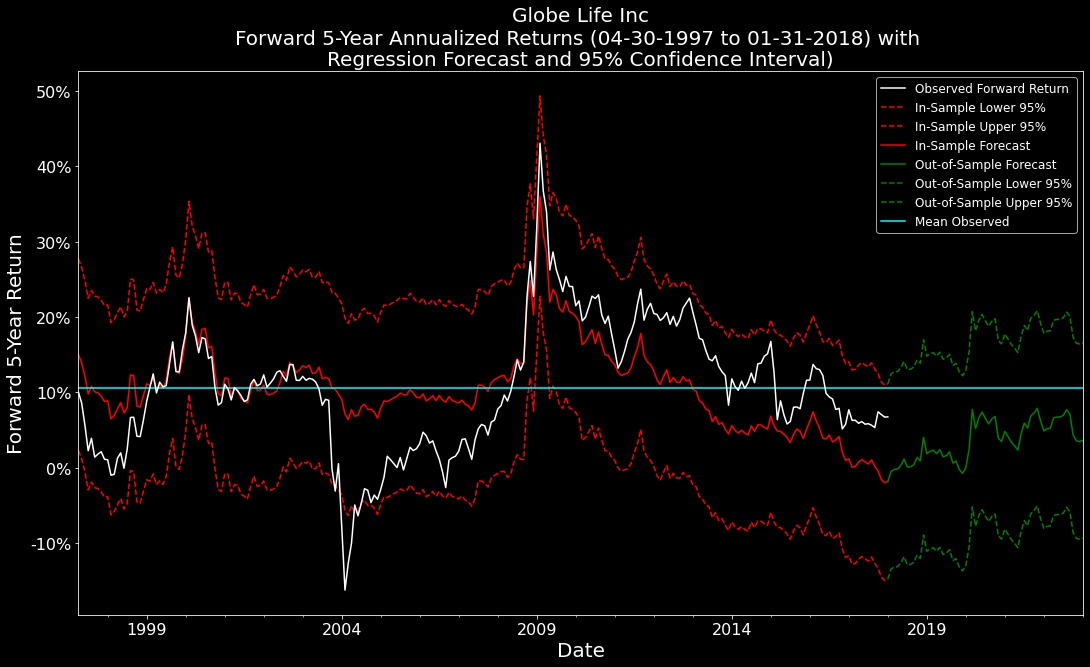 Globe Life Inc
Forward 5-Year Annualized Returns (04-30-1997 to 01-31-2018) with
Regression Forecast and 95% Confidence Interval)
50%
40%
30%
20%
10%
0%
-10%
Forward 5-Year Return
Observed Forward Return
In-Sample Lower 95%
In-Sample Upper 95%
In-Sample Forecast
Out-of-Sample Forecast
Out-of-Sample Lower 95%
Out-of-Sample Upper 95%
Mean Observed
1999
2004
2009
2014
2019
Date